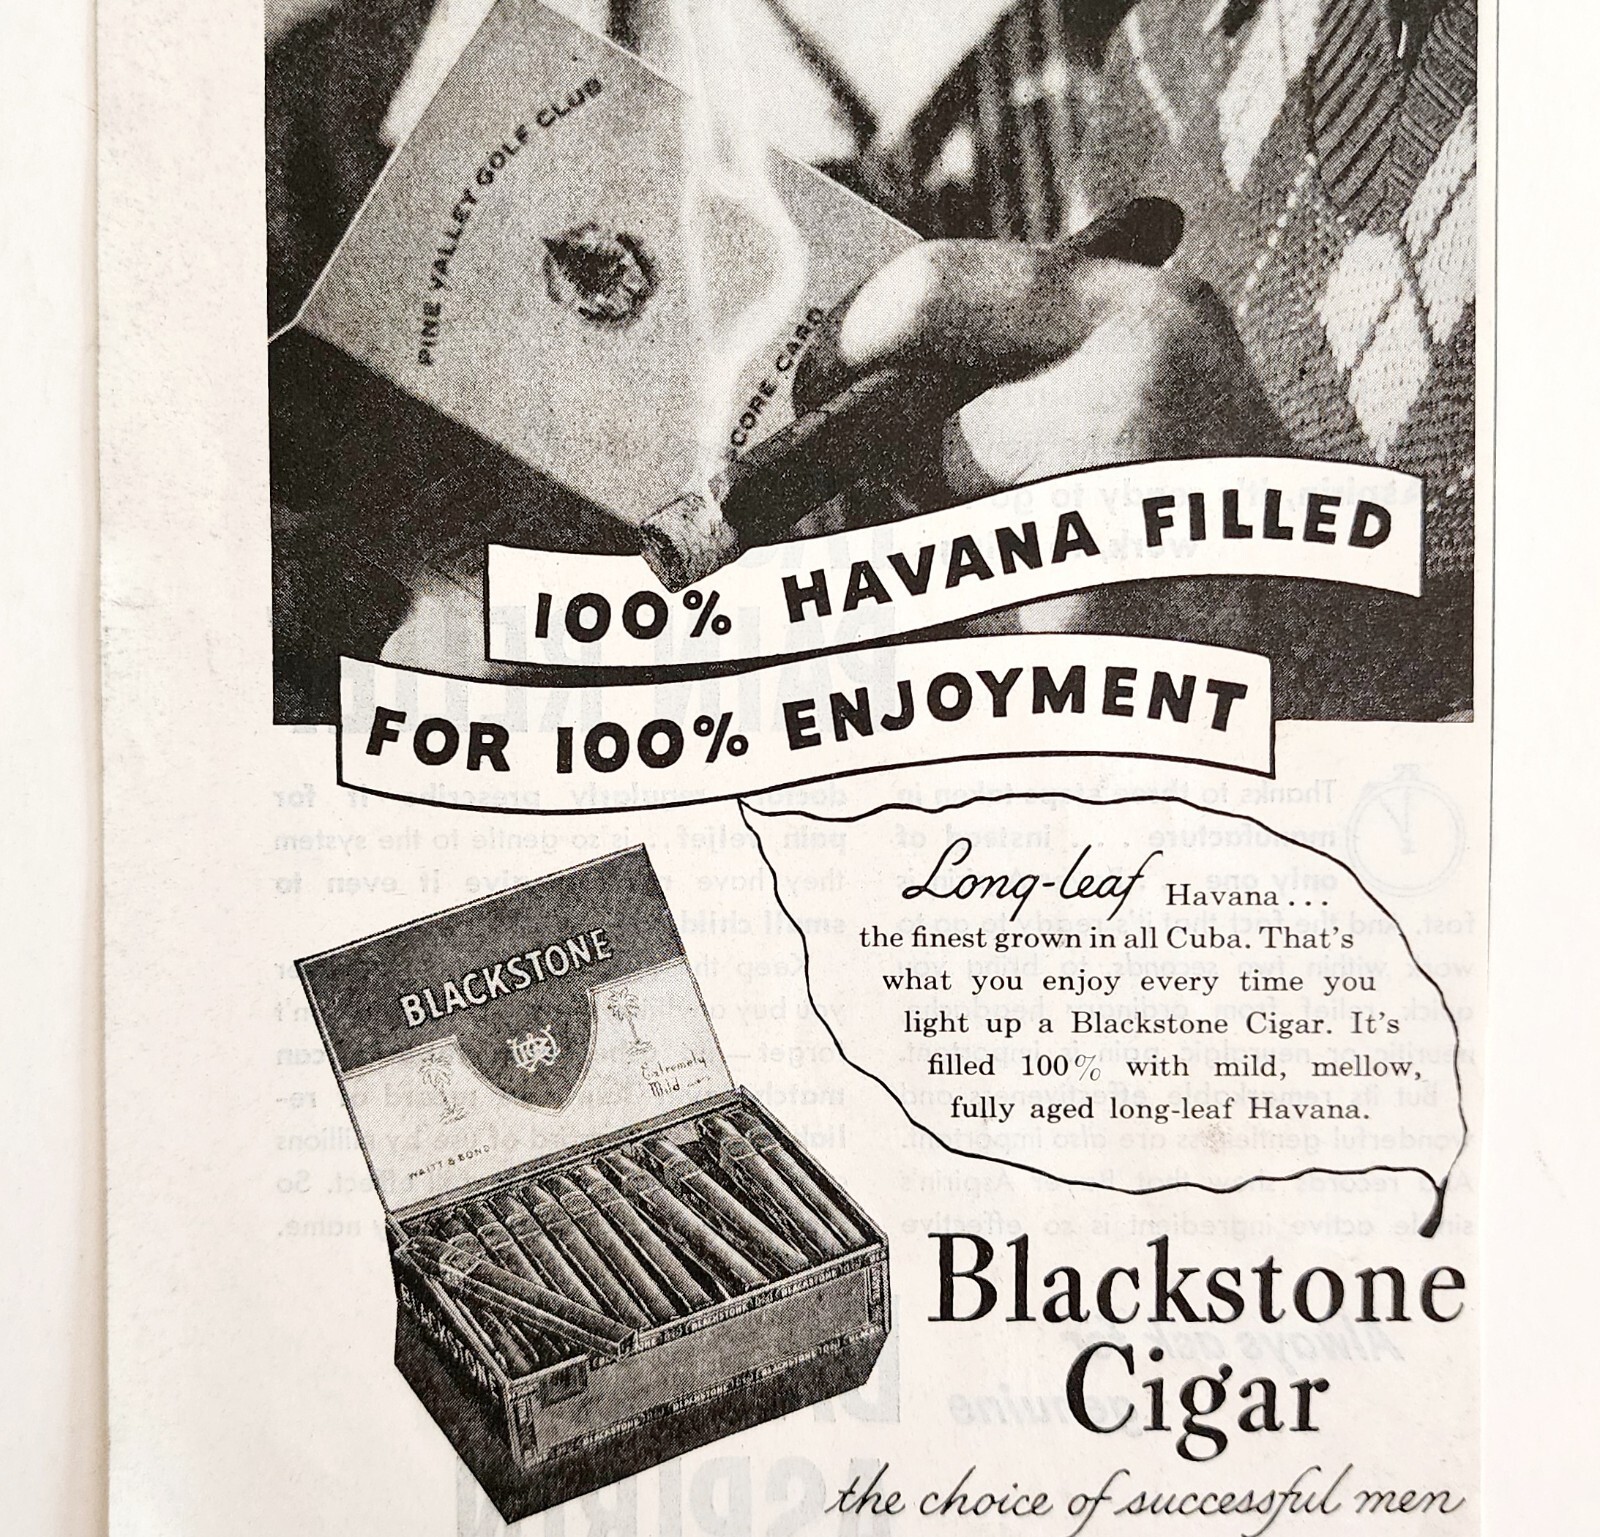 PINE VALLEY GOLF CLUB
SCORE CARD
100% HAVANA FILLED
FOR 100% ENJOYMENT
Long-leaf Havana...
the finest grown in all Cuba. That's
what you enjoy every time you
light up a Blackstone Cigar. It's
filled 100% with mild, mellow,
fully aged long-leaf Havana.
BLACKSTONE
Extremely
Mild
WAITT & BOND
BLACKSTONE
Blackstone
Cigar
the choice of successful men